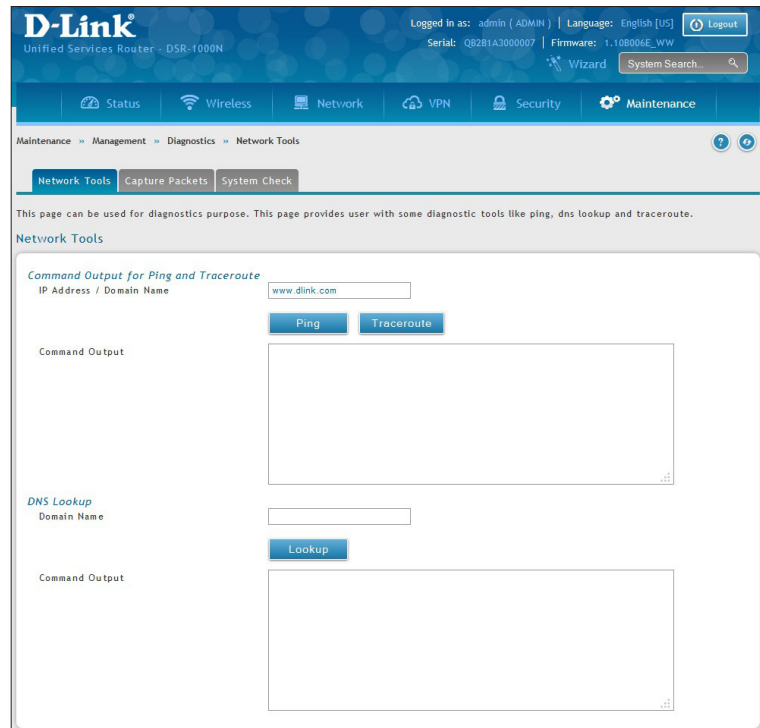 D-Link®
Logged in as: admin ( ADMIN ) | Language: English [US]
Logout
Unified Services Router - DSR-1000N
Serial: QB2B1A3000007 | Firmware: 1.10B006E_WW
Wizard
System Search...
Status
Wireless
Network
VPN
Security
Maintenance
Maintenance » Management » Diagnostics » Network Tools
?
Network Tools
Capture Packets
System Check
This page can be used for diagnostics purpose. This page provides user with some diagnostic tools like ping, dns lookup and traceroute.
Network Tools
Command Output for Ping and Traceroute
IP Address / Domain Name
www.dlink.com
Ping
Traceroute
Command Output
DNS Lookup
Domain Name
Lookup
Command Output